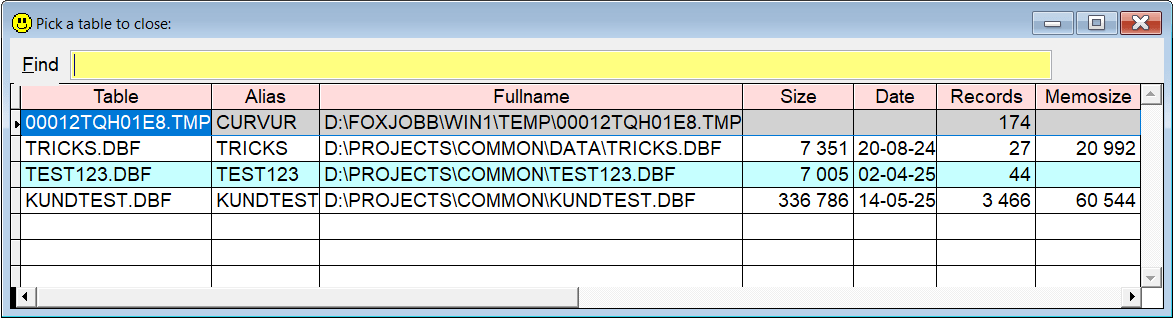 Pick a table to close:
Find
Table Alias Fullname Size Date Records Memosize
00012TQH01E8.TMP CURVUR D:\FOXJOBB\WIN1\TEMP\00012TQH01E8.TMP 174
TRICKS.DBF TRICKS D:\PROJECTS\COMMON\DATA\TRICKS.DBF 7 351 20-08-24 27 20 992
TEST123.DBF TEST123 D:\PROJECTS\COMMON\TEST123.DBF 7 005 02-04-25 44
KUNDTEST.DBF KUNDTEST D:\PROJECTS\COMMON\KUNDTEST.DBF 336 786 14-05-25 3 466 60 544